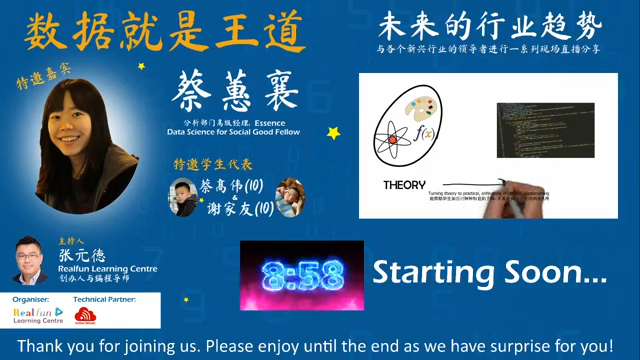 数据就是王道
未来的行业趋势
与各个新兴行业的领导者进行一系列现场直播分享
特邀嘉宾
蔡蕙襄
分析部门高级经理, Essence
Data Science for Social Good Fellow
特邀学生代表
蔡高伟(10)
&
谢家友(10)
f(x)
THEORY
主持人
张元德
Realfun Learning Centre
创办人与编程导师
8:58
Starting Soon...
Organiser:
Technical Partner:
Realfun
Learning Centre
Thank you for joining us. Please enjoy until the end as we have surprise for you!